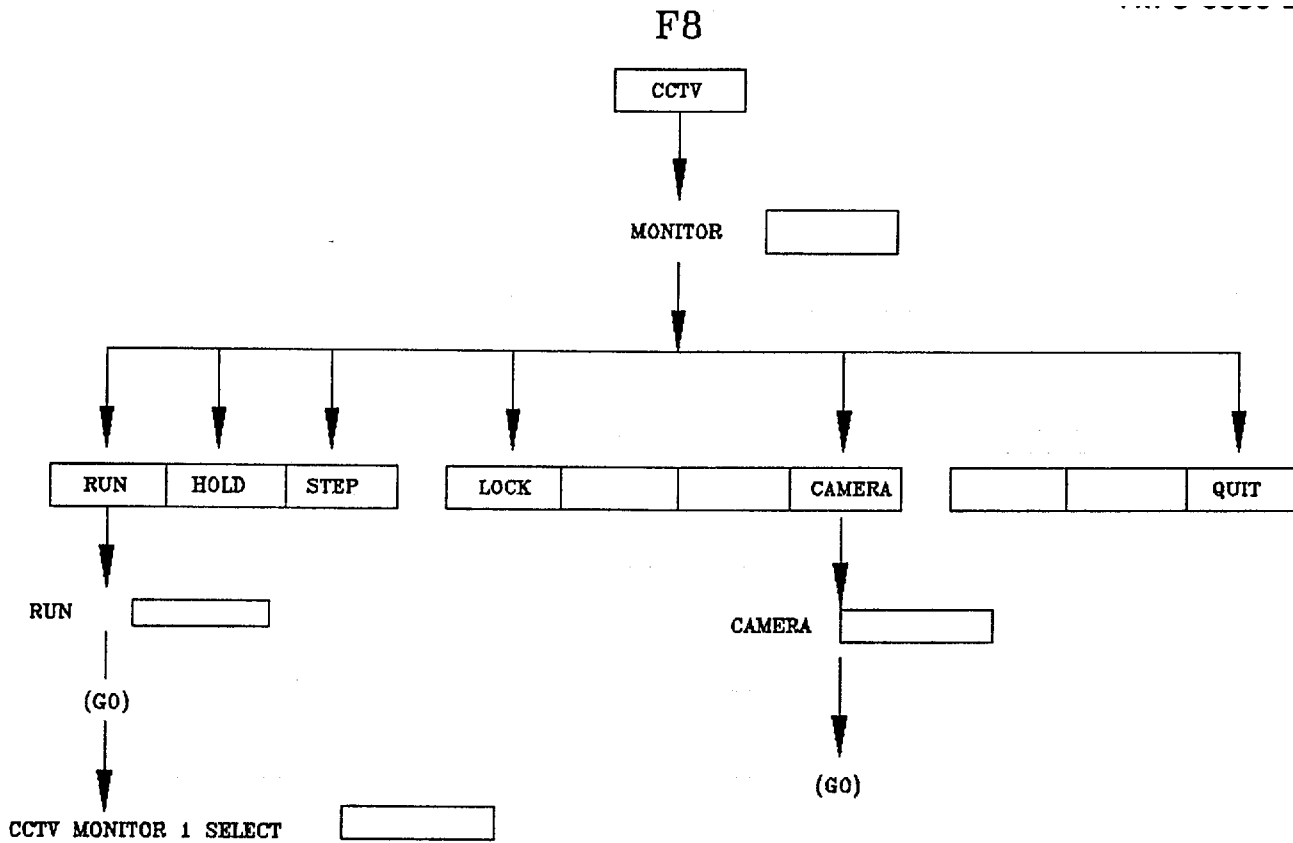 F8
CCTV
MONITOR
RUN HOLD STEP LOCK CAMERA QUIT
RUN
CAMERA
(GO)
(GO)
CCTV MONITOR 1 SELECT